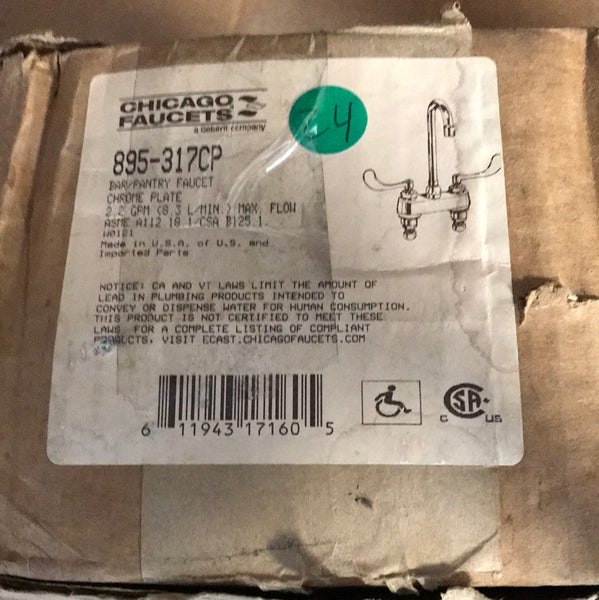 CHICAGO
FAUCETS
a Geberit company
24
895-317CP
BAR/PANTRY FAUCET
CHROME PLATE
2.2 GPM (8.3 L/MIN.) MAX. FLOW
ASME A112 18.1/CSA B125.1.
W0121
Made in U.S.A. of U.S. and
Imported Parts
NOTICE: CA AND VT LAWS LIMIT THE AMOUNT OF
LEAD IN PLUMBING PRODUCTS INTENDED TO
CONVEY OR DISPENSE WATER FOR HUMAN CONSUMPTION.
THIS PRODUCT IS NOT CERTIFIED TO MEET THESE
LAWS. FOR A COMPLETE LISTING OF COMPLIANT
PRODUCTS, VISIT ECAST.CHICAGOFAUCETS.COM
6 11943 17160 5
CSA
C US